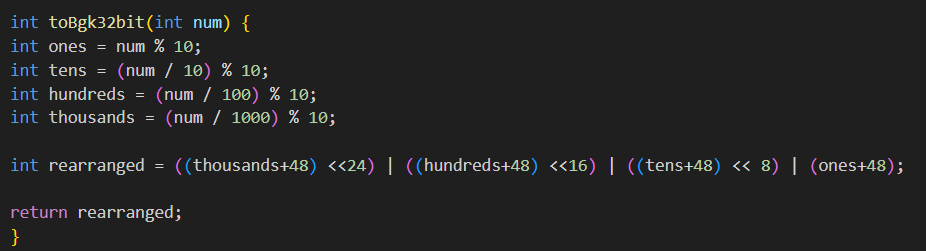 int toBgk32bit(int num) {
int ones = num % 10;
int tens = (num / 10) % 10;
int hundreds = (num / 100) % 10;
int thousands = (num / 1000) % 10;
int rearranged = ((thousands+48) <<24) | ((hundreds+48) <<16) | ((tens+48) << 8) | (ones+48);
return rearranged;
}